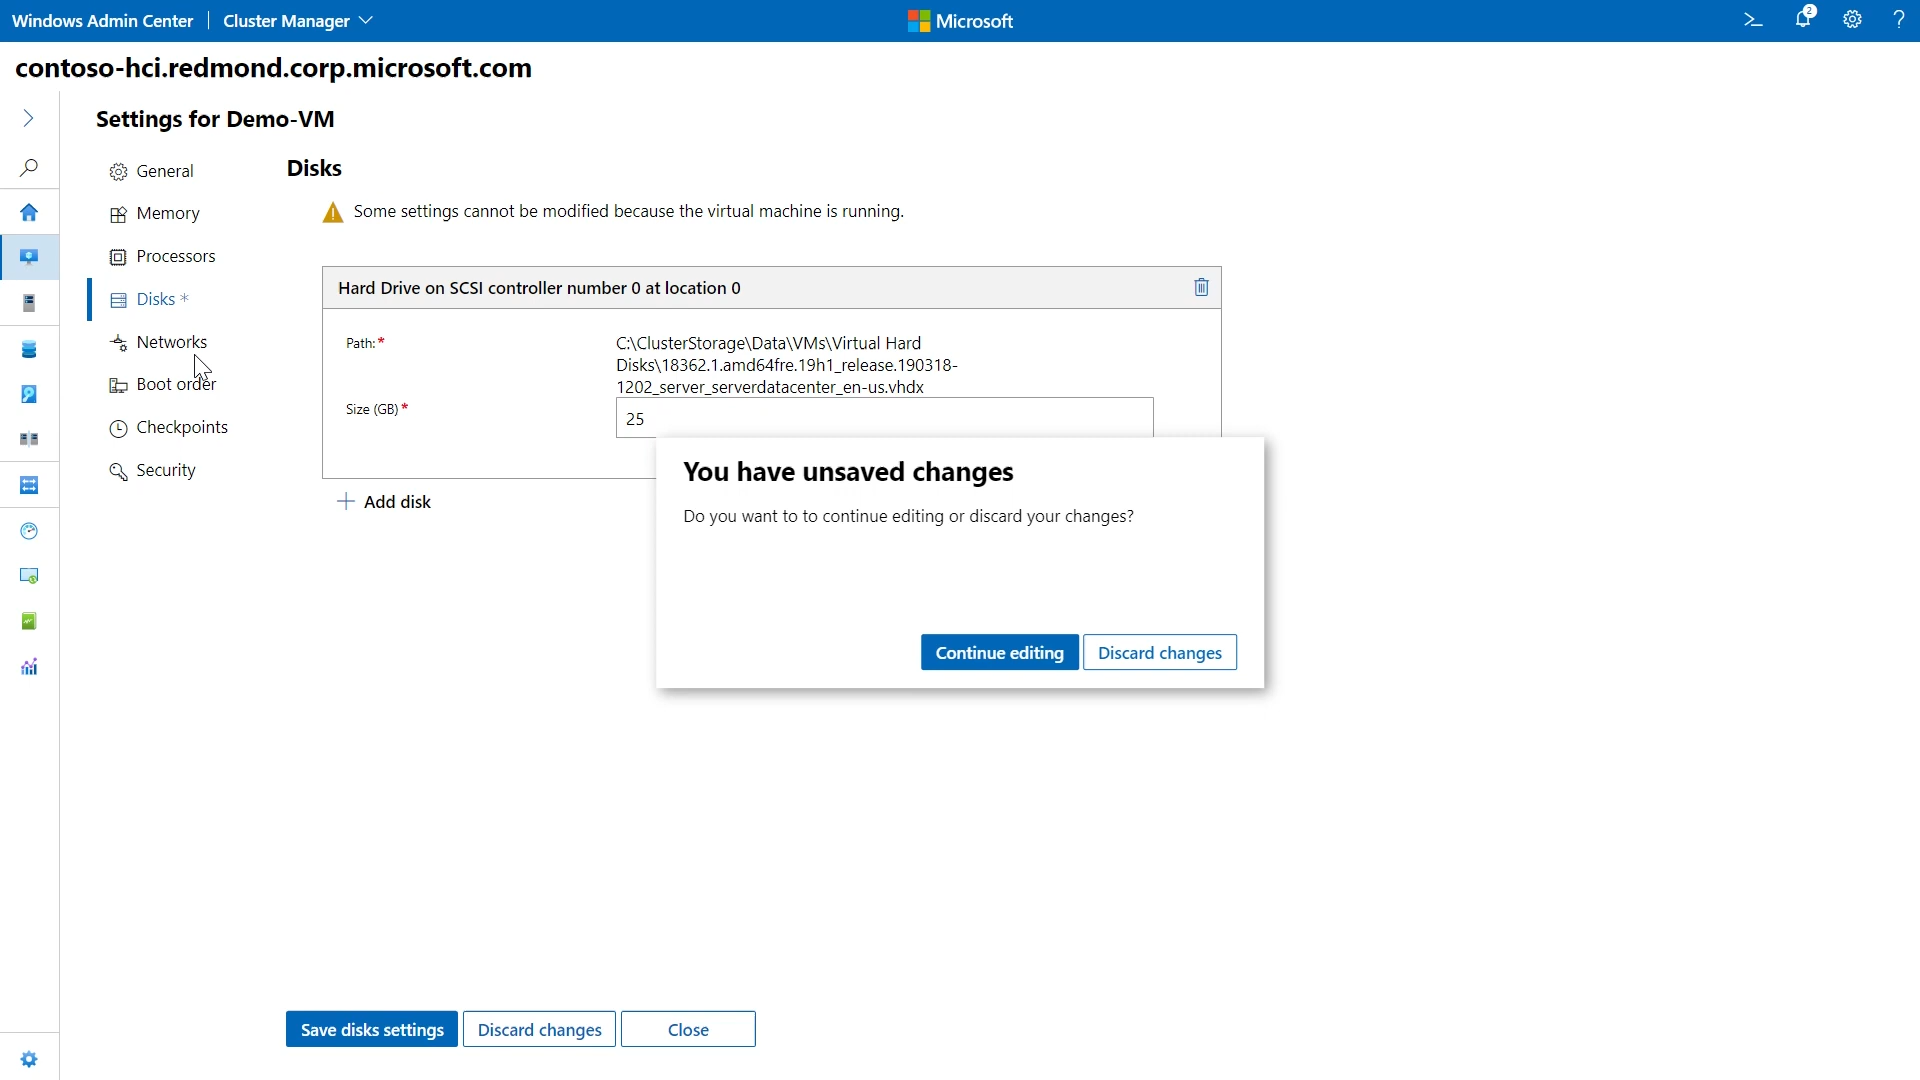 Windows Admin Center
Cluster Manager
Microsoft
2
contoso-hci.redmond.corp.microsoft.com
Settings for Demo-VM
General
Memory
Processors
Disks *
Networks
Boot order
Checkpoints
Security
Disks
Some settings cannot be modified because the virtual machine is running.
Hard Drive on SCSI controller number 0 at location 0
Path:*
C:\ClusterStorage\Data\VMs\Virtual Hard
Disks\18362.1.amd64fre.19h1_release.190318-
1202_server_serverdatacenter_en-us.vhdx
Size (GB)*
25
Add disk
You have unsaved changes
Do you want to to continue editing or discard your changes?
Continue editing
Discard changes
Save disks settings
Discard changes
Close